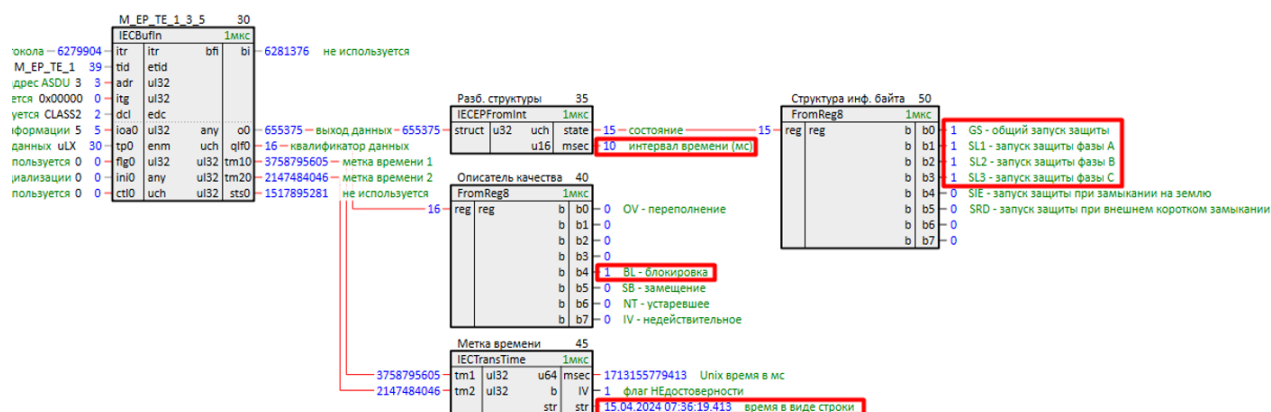 M_EP_TE_1_3_5 30
IECBufIn 1мкс
окола 6279904 itr itr bfi bi 6281376 не используется
M_EP_TE_1 39 tid etid
дрес ASDU 3 3 adr ul32
ется 0x00000 0 itg ul32
уется CLASS2 2 dcl edc
формации 5 5 ioa0 ul32 any o0 655375 выход данных 655375
данных uLX 30 tp0 enm uch qlf0 16 квалификатор данных
пользуется 0 0 flg0 ul32 ul32 tm10 3758795605 метка времени 1
циализации 0 0 ini0 any ul32 tm20 2147484046 метка времени 2
пользуется 0 0 ctl0 uch ul32 sts0 1517895281 не используется
Разб. структуры 35
IECEPFromInt 1мкс
struct u32 uch state 15 состояние 15
u16 msec 10 интервал времени (мс)
Структура инф. байта 50
FromReg8 1мкс
reg reg b b0 1 GS - общий запуск защиты
b b1 1 SL1 - запуск защиты фазы A
b b2 1 SL2 - запуск защиты фазы B
b b3 1 SL3 - запуск защиты фазы C
b b4 0 SIE - запуск защиты при замыкании на землю
b b5 0 SRD - запуск защиты при внешнем коротком замыкании
b b6 0
b b7 0
Описатель качества 40
FromReg8 1мкс
16 reg reg b b0 0 OV - переполнение
b b1 0
b b2 0
b b3 0
b b4 1 BL - блокировка
b b5 0 SB - замещение
b b6 0 NT - устаревшее
b b7 0 IV - недействительное
Метка времени 45
IECTransTime 1мкс
3758795605 tm1 ul32 u64 msec 1713155779413 Unix время в мс
2147484046 tm2 ul32 b IV 1 флаг НЕдостоверности
str str 15.04.2024 07:36:19.413 время в виде строки